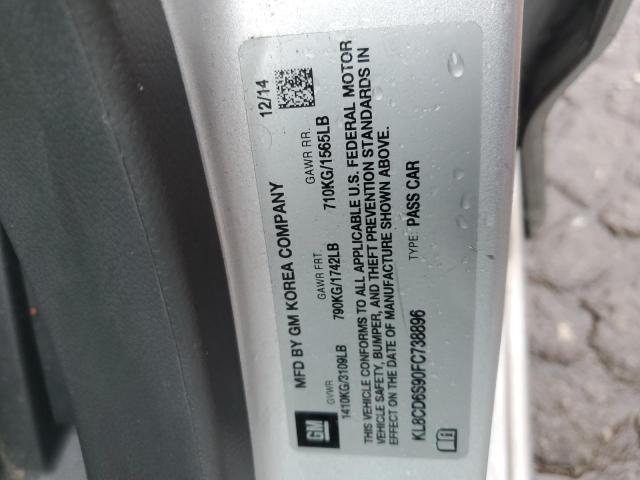 MFD BY GM KOREA COMPANY 12/14
GVWR GAWR FRT. GAWR RR.
1410KG/3109LB 790KG/1742LB 710KG/1565LB
GM
THIS VEHICLE CONFORMS TO ALL APPLICABLE U.S. FEDERAL MOTOR
VEHICLE SAFETY, BUMPER, AND THEFT PREVENTION STANDARDS IN
EFFECT ON THE DATE OF MANUFACTURE SHOWN ABOVE.
KL8CD6S90FC738896 TYPE: PASS CAR